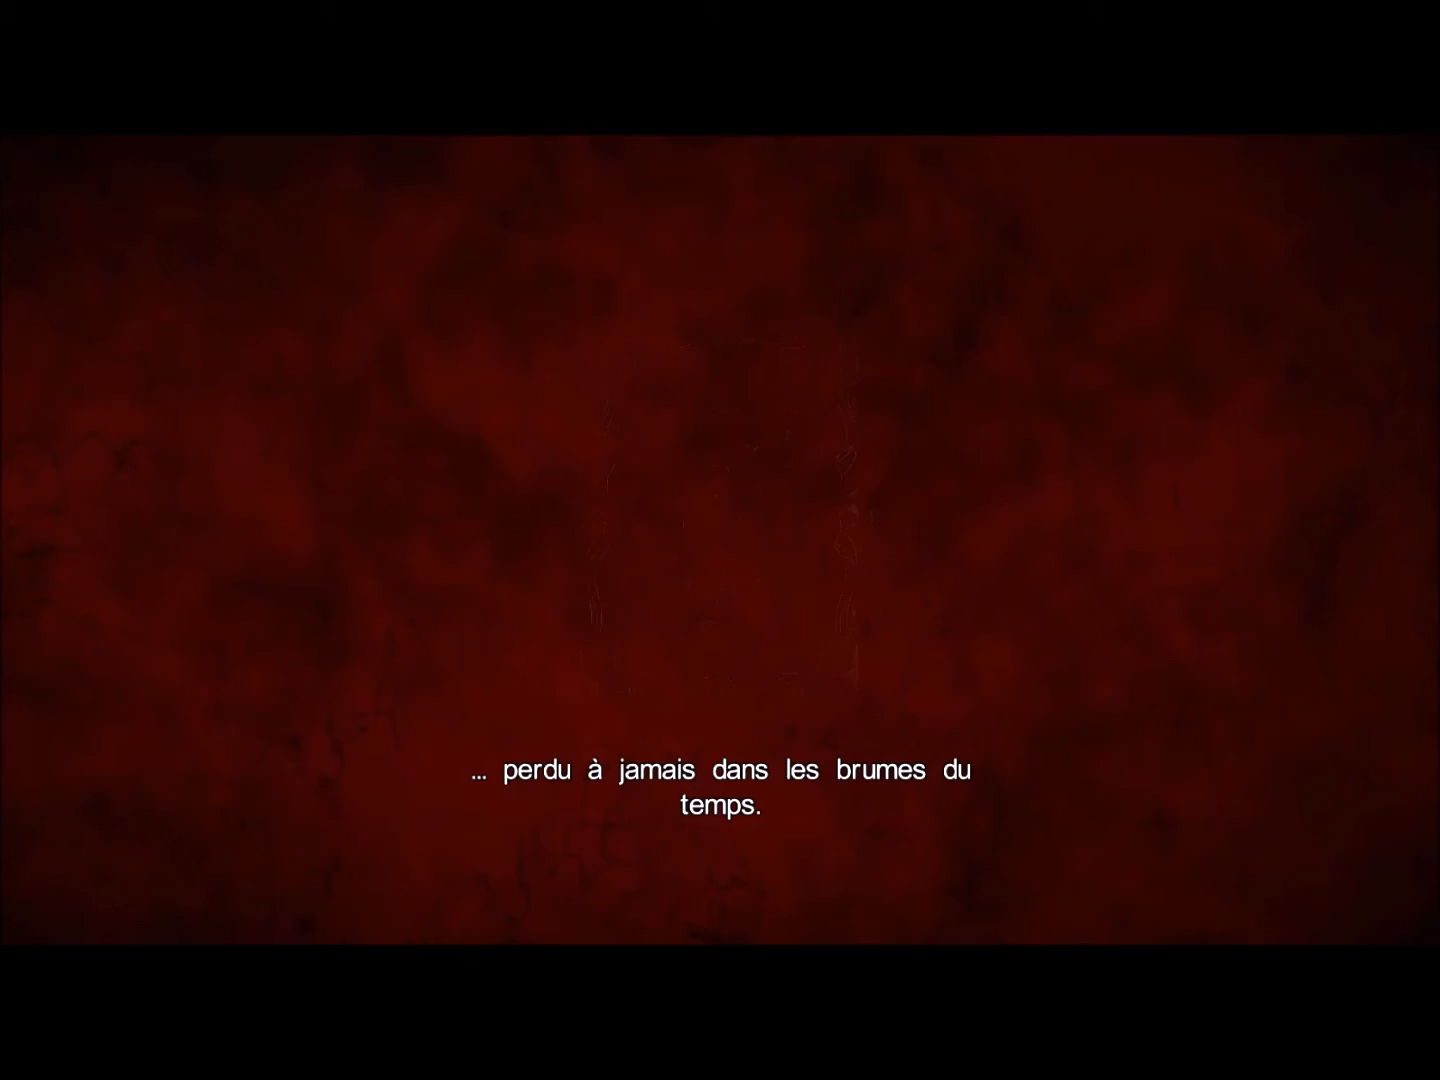 ... perdu à jamais dans les brumes du
temps.